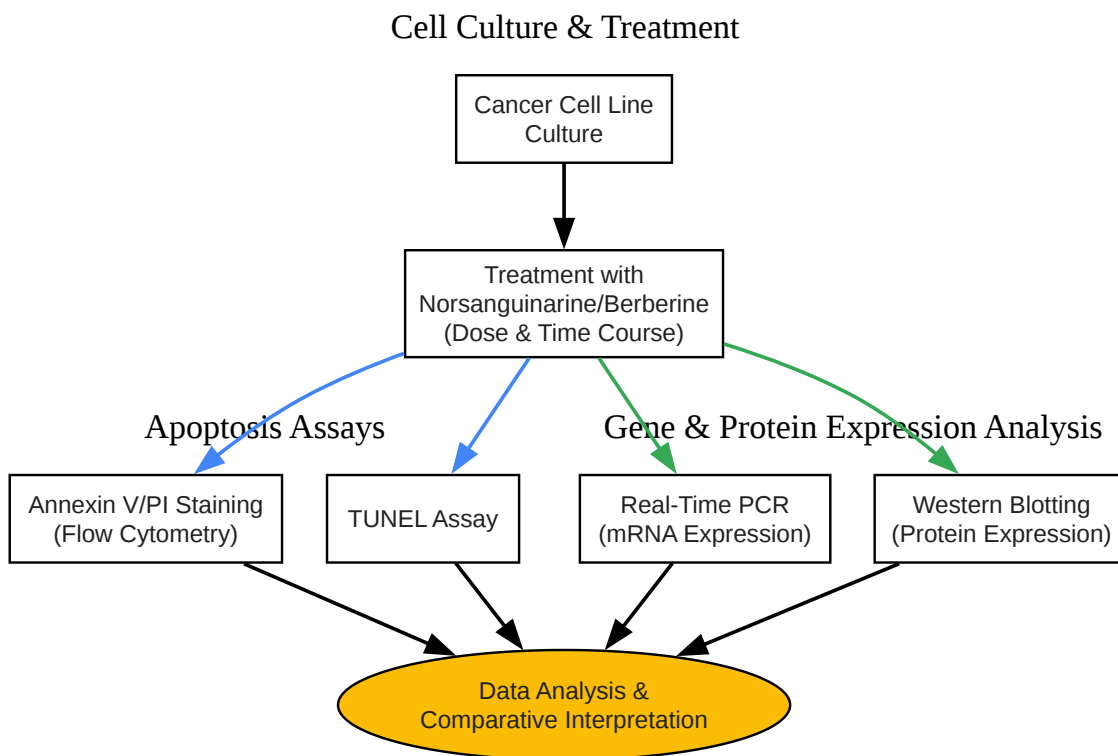 Cell Culture & Treatment
Cancer Cell Line
Culture
Treatment with
Norsanguinarine/Berberine
(Dose & Time Course)
Apoptosis Assays
Gene & Protein Expression Analysis
Annexin V/PI Staining
(Flow Cytometry)
TUNEL Assay
Real-Time PCR
(mRNA Expression)
Western Blotting
(Protein Expression)
Data Analysis &
Comparative Interpretation